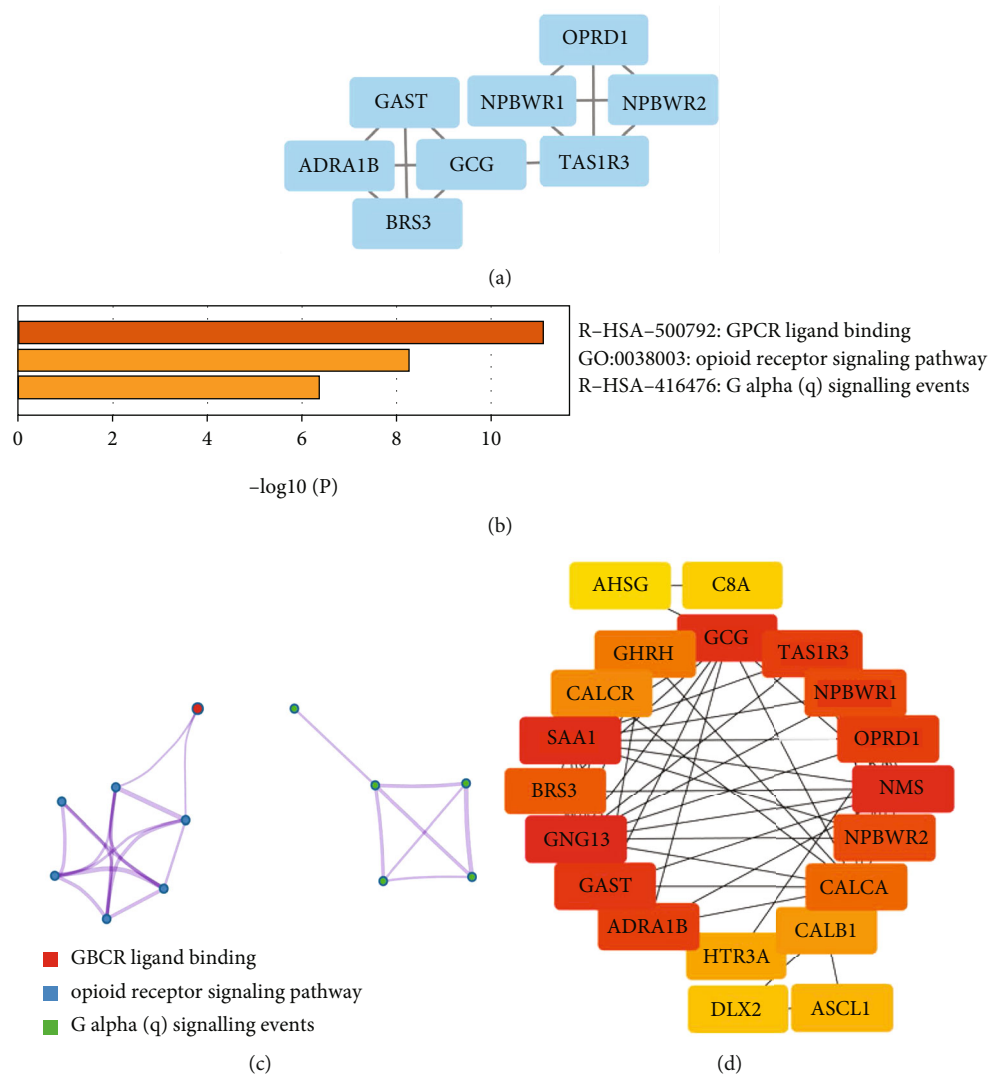 OPRD1
GAST
NPBWR1
NPBWR2
ADRA1B
GCG
TAS1R3
BRS3
(a)
R–HSA–500792: GPCR ligand binding
GO:0038003: opioid receptor signaling pathway
R–HSA–416476: G alpha (q) signalling events
0 2 4 6 8 10
–log10 (P)
(b)
GBCR ligand binding
opioid receptor signaling pathway
G alpha (q) signalling events
(c)
AHSG
C8A
GCG
GHRH
TAS1R3
CALCR
NPBWR1
SAA1
OPRD1
BRS3
NMS
GNG13
NPBWR2
GAST
CALCA
ADRA1B
CALB1
HTR3A
DLX2
ASCL1
(d)